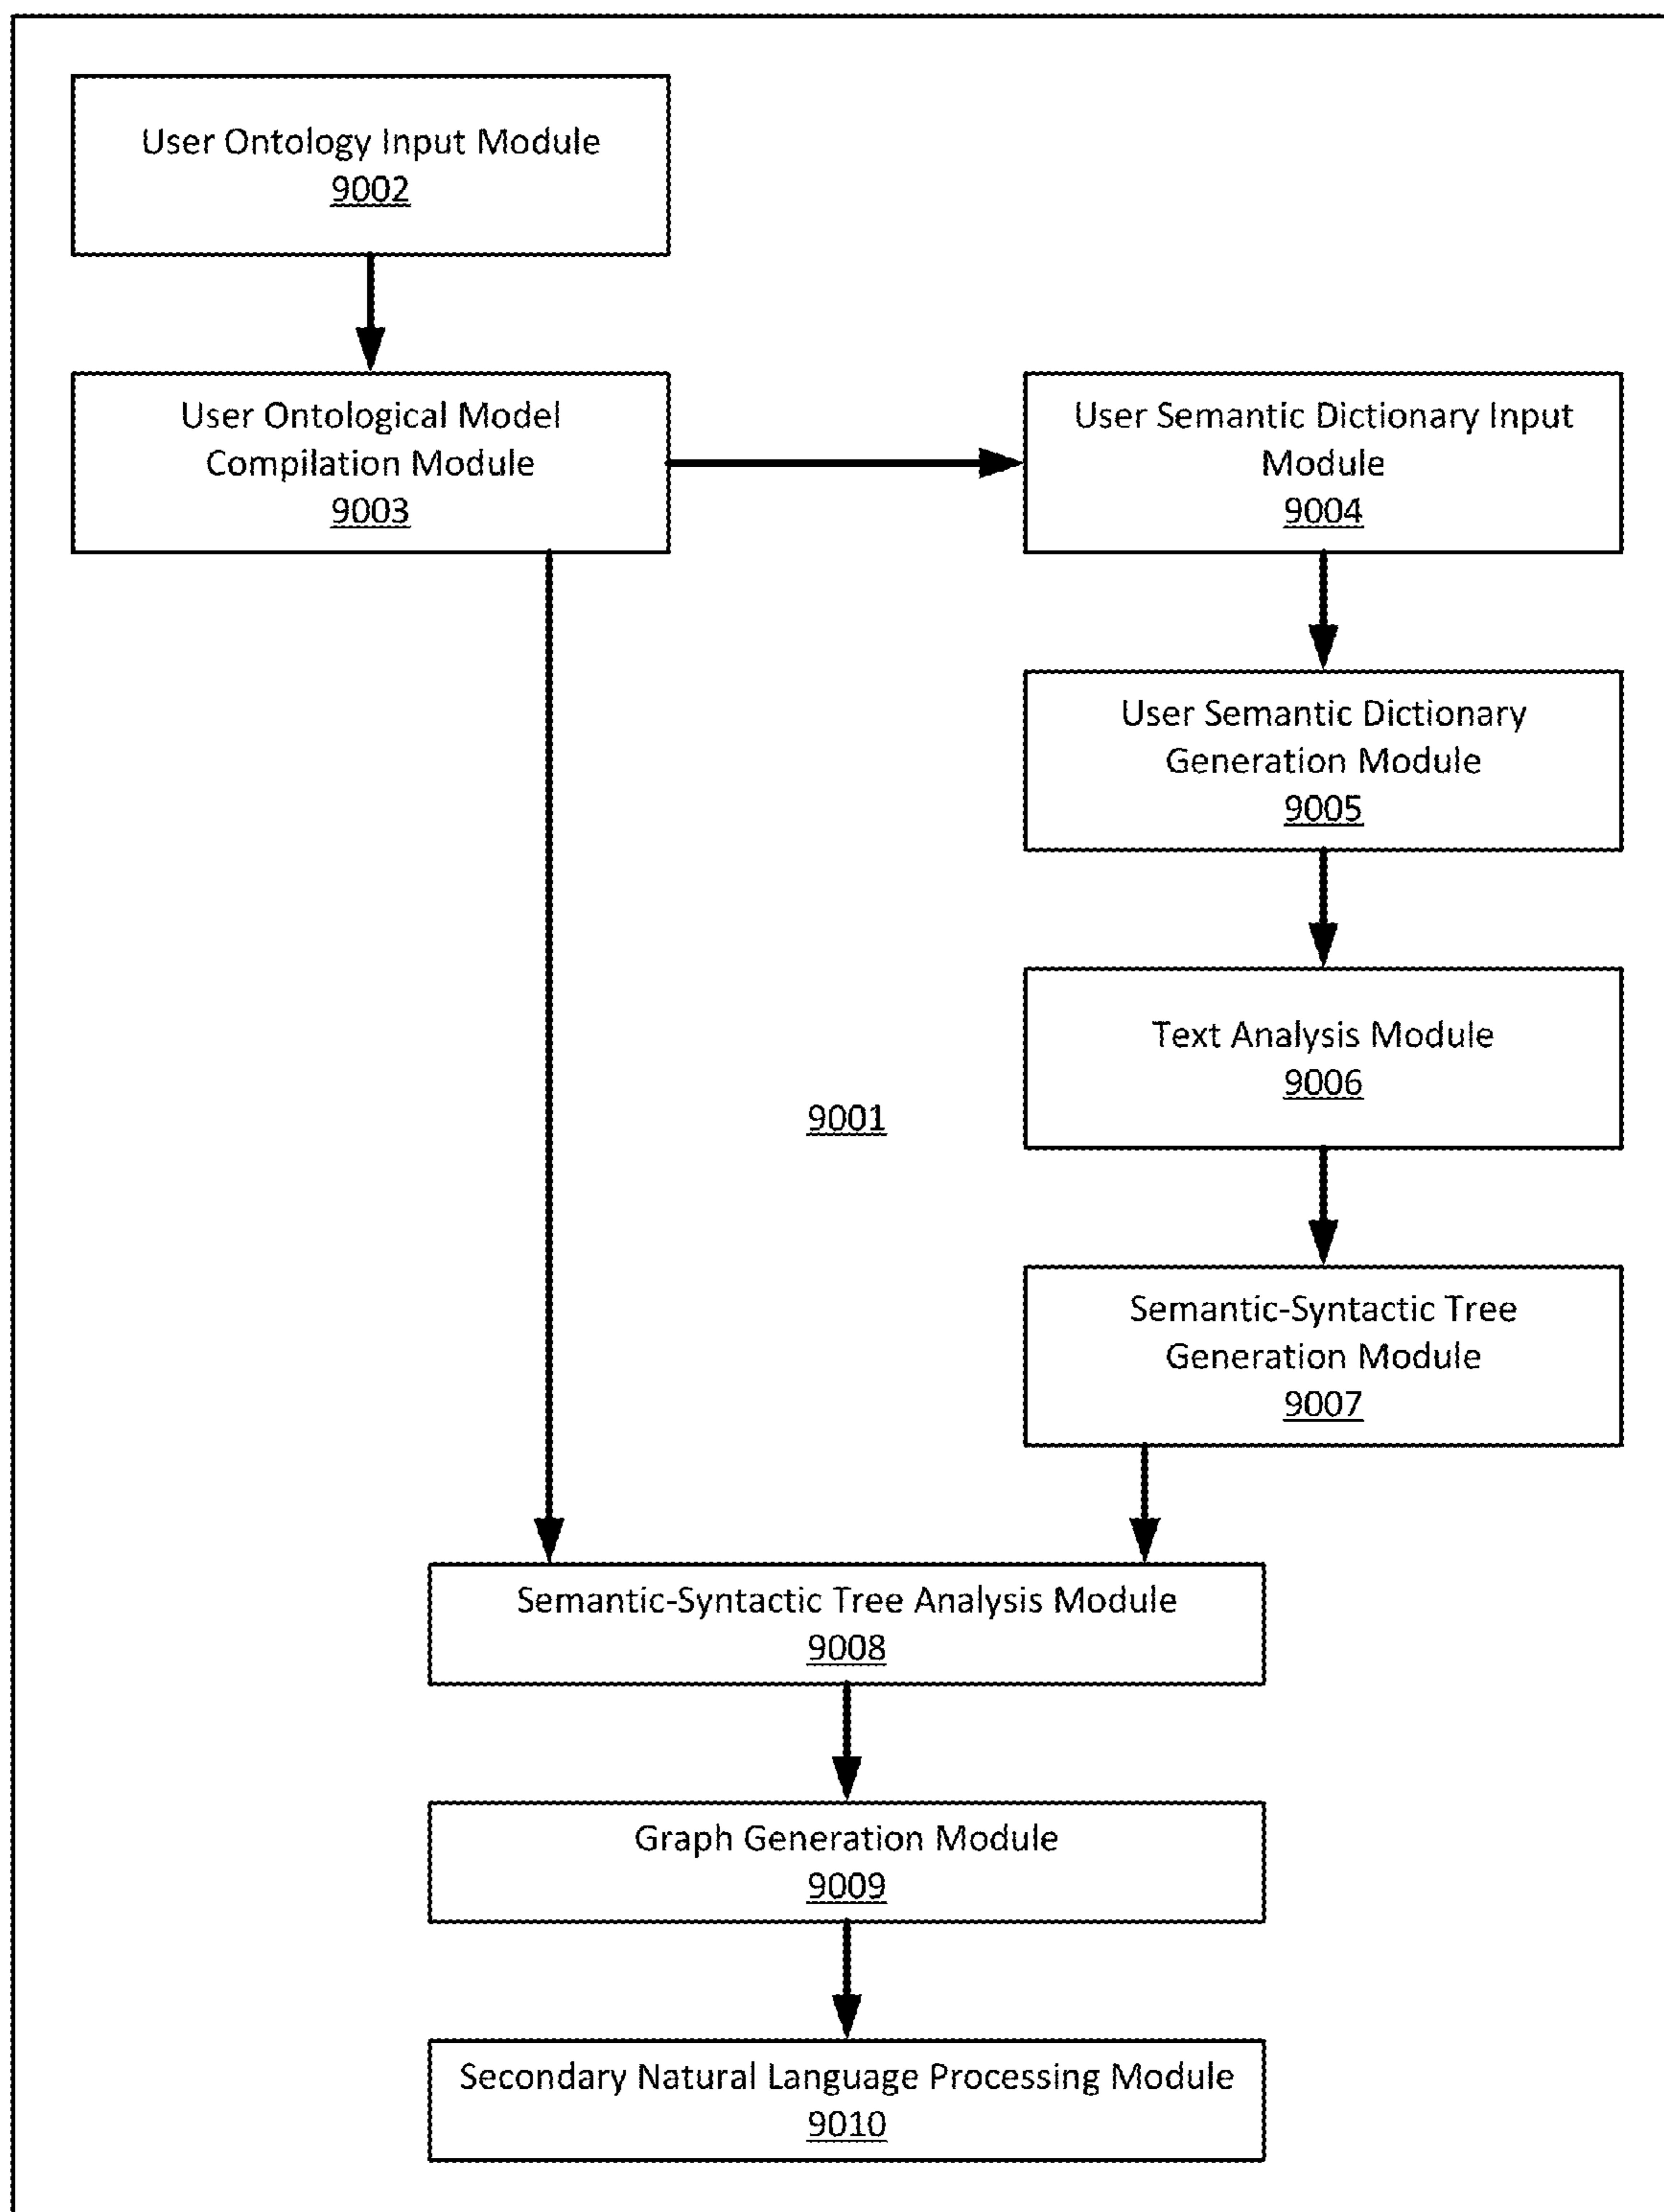 User Ontology Input Module
9002
User Ontological Model
Compilation Module
9003
User Semantic Dictionary Input
Module
9004
User Semantic Dictionary
Generation Module
9005
Text Analysis Module
9006
9001
Semantic-Syntactic Tree
Generation Module
9007
Semantic-Syntactic Tree Analysis Module
9008
Graph Generation Module
9009
Secondary Natural Language Processing Module
9010